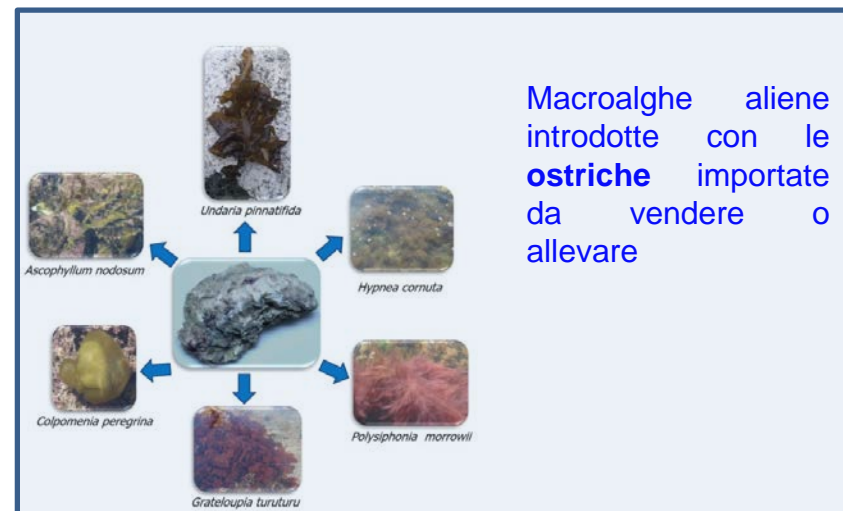 Macroalghe aliene
introdotte con le
ostriche importate
da vendere o
allevare
Undaria pinnatifida
Ascophyllum nodosum
Hypnea cornuta
Colpomenia peregrina
Polysiphonia morrowii
Grateloupia turuturu